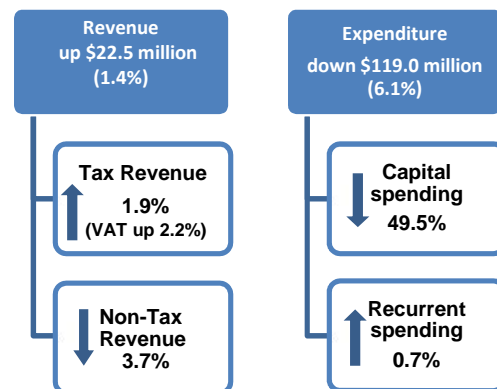 Revenue
up $22.5 million
(1.4%)
Tax Revenue
1.9%
(VAT up 2.2%)
Non-Tax
Revenue
3.7%
Expenditure
down $119.0 million
(6.1%)
Capital
spending
49.5%
Recurrent
spending
0.7%